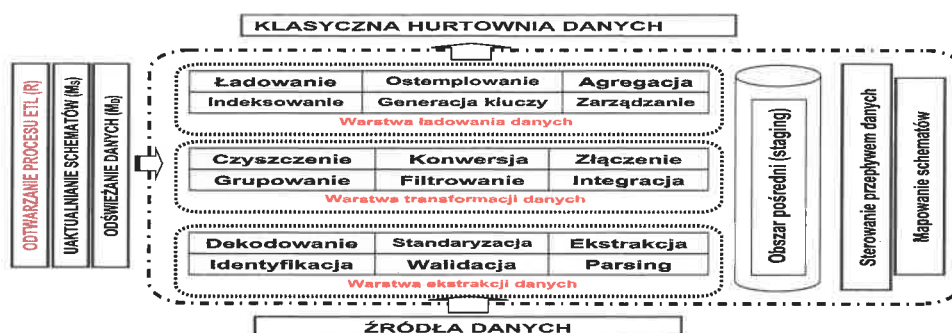 KLASYCZNA HURTOWNIA DANYCH
ODTWARZANIE PROCESU ETL (R)
UAKTUALNIANIE SCHEMATÓW (Ms)
ODŚWIEŻANIE DANYCH (MD)
Ładowanie Ostemplowanie Agregacja
Indeksowanie Generacja kluczy Zarządzanie
Warstwa ładowania danych
Czyszczenie Konwersja Złączenie
Grupowanie Filtrowanie Integracja
Warstwa transformacji danych
Dekodowanie Standaryzacja Ekstrakcja
Identyfikacja Walidacja Parsing
Warstwa ekstrakcji danych
Obszar pośredni (staging)
Sterowanie przepływem danych
Mapowanie schematów
ŹRÓDŁA DANYCH